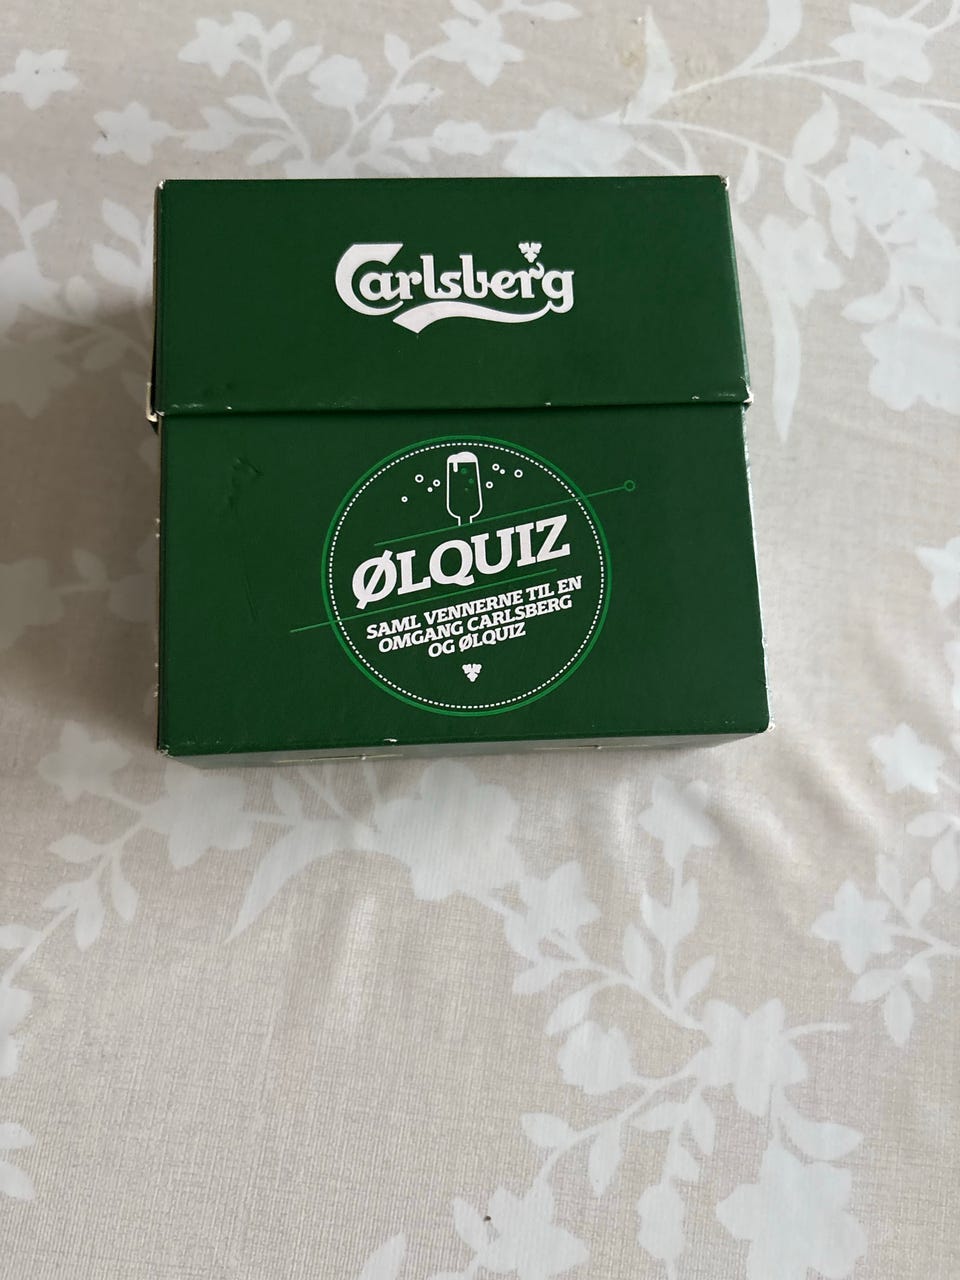 Carlsberg
ØLQUIZ
SAML VENNERNE TIL EN
OMGANG CARLSBERG
OG ØLQUIZ